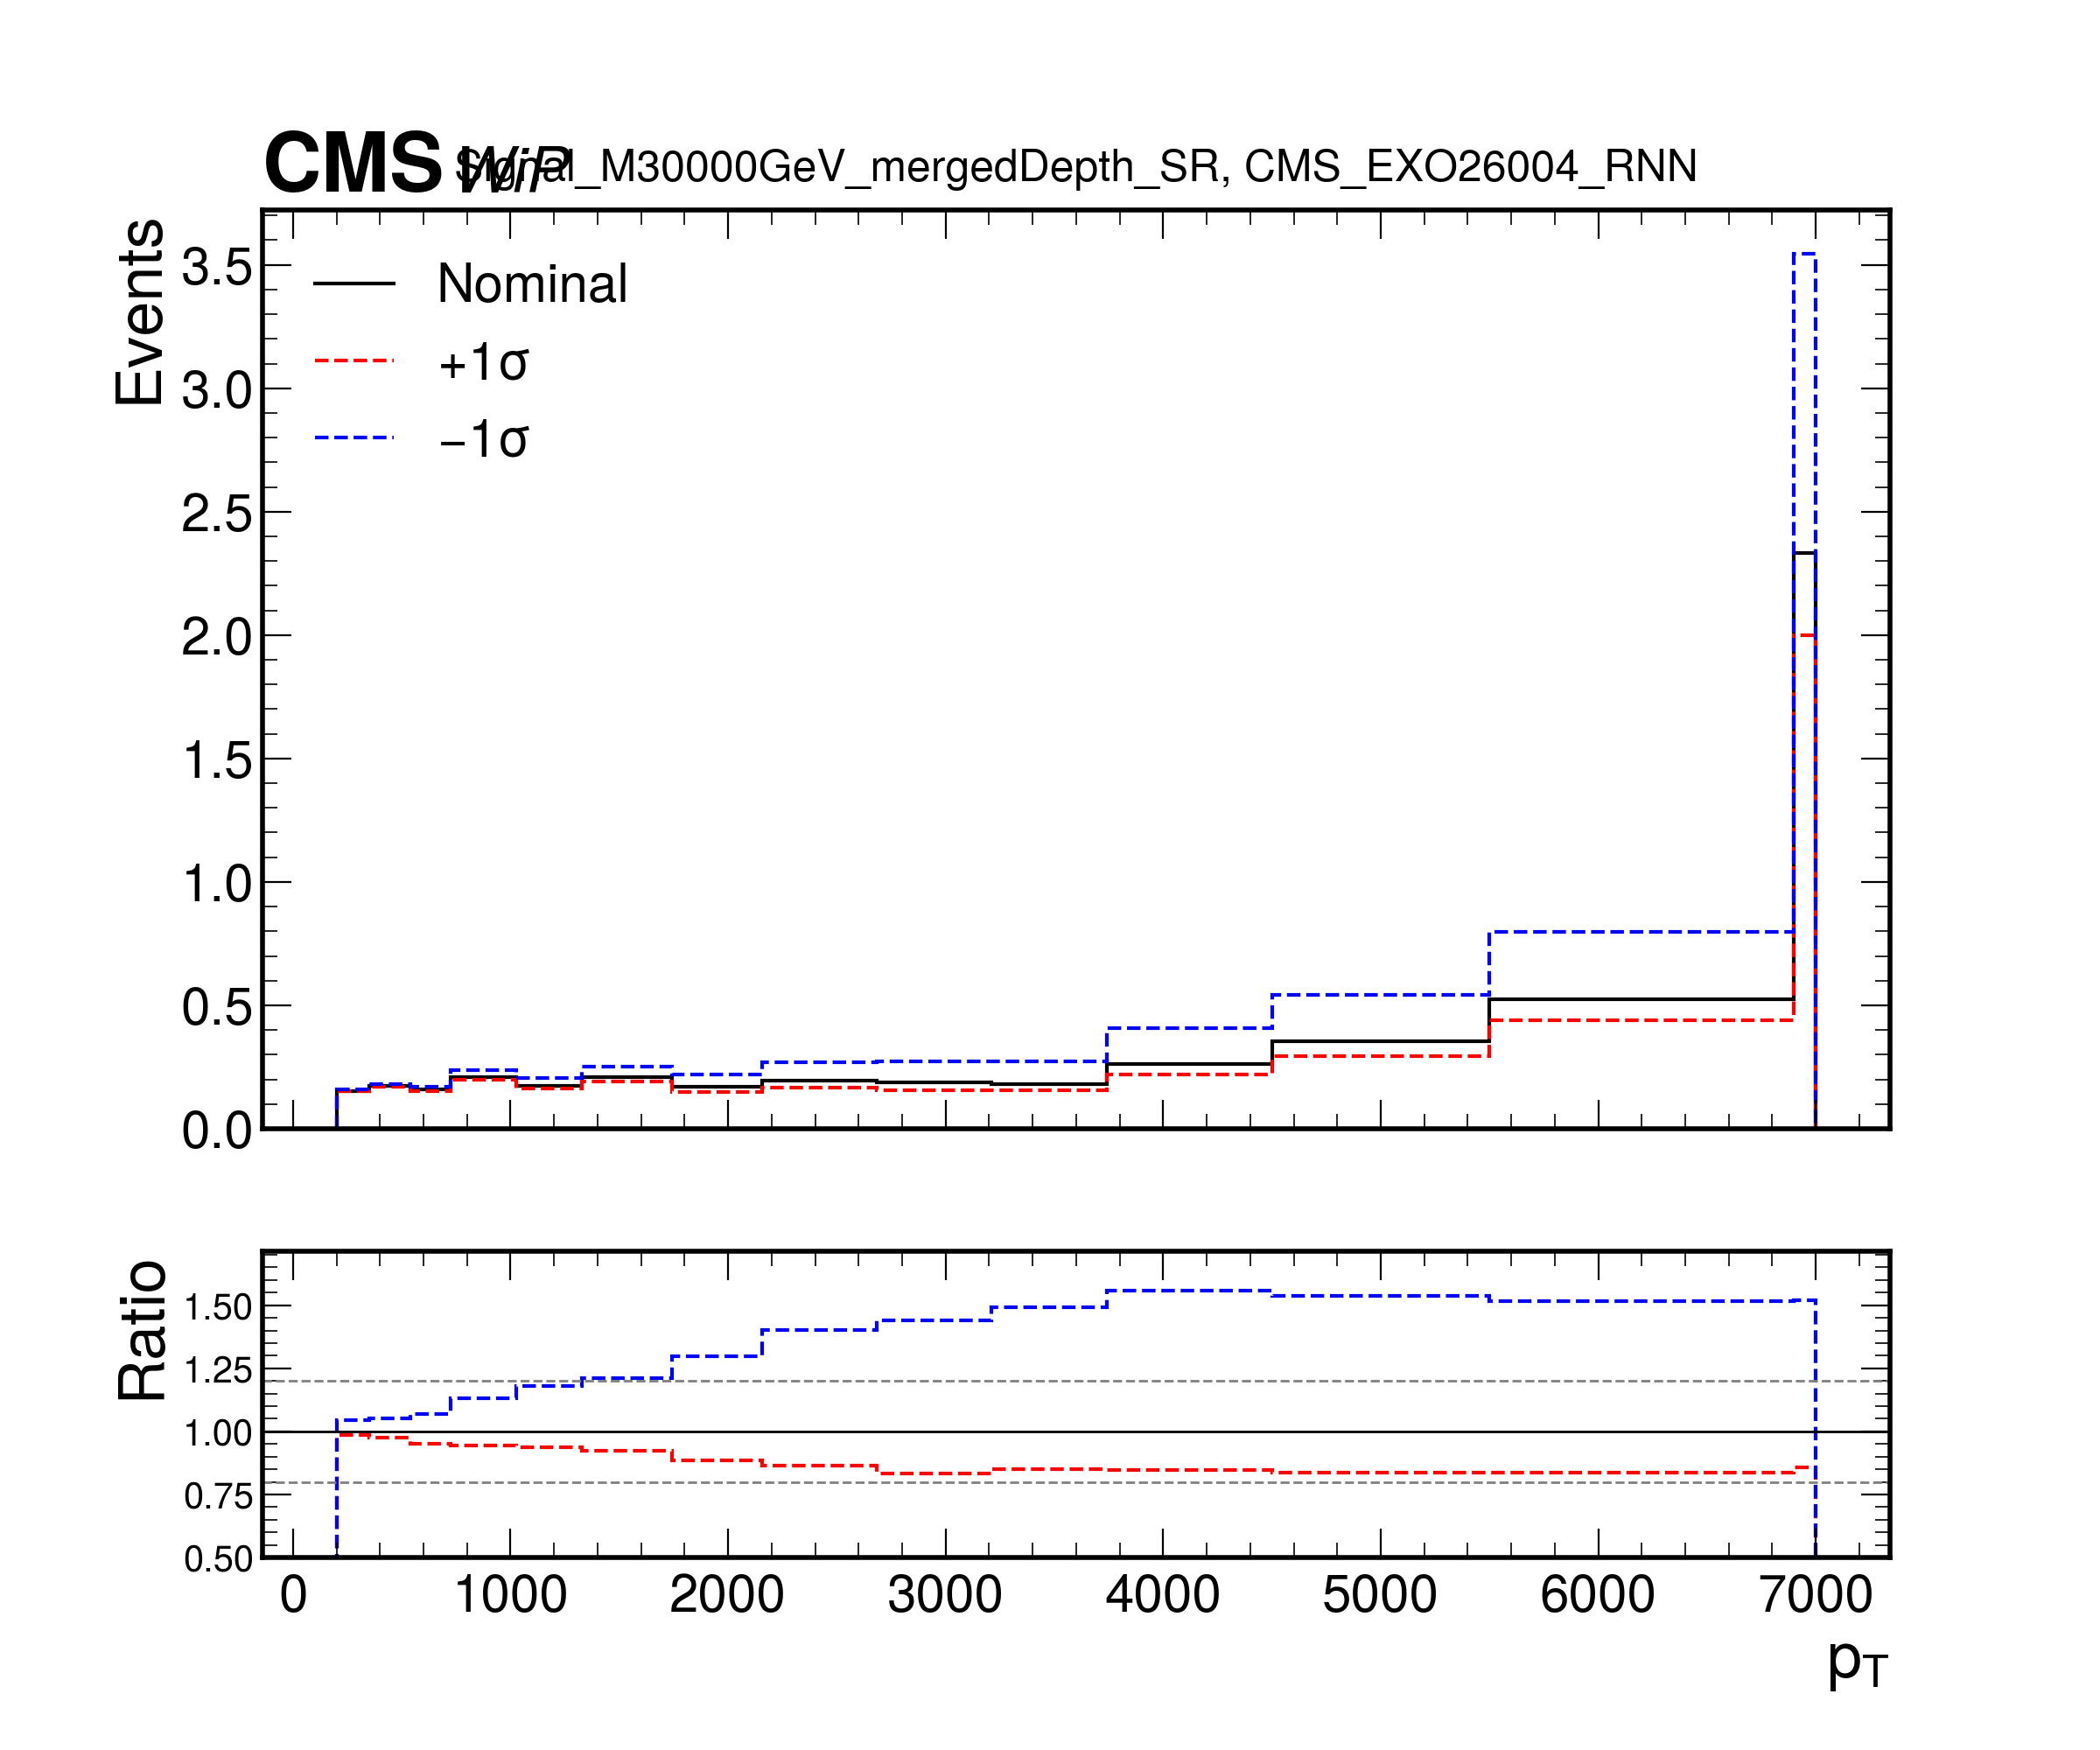 CMS WiP Signal_M30000GeV_mergedDepth_SR, CMS_EXO26004_RNN
Events
3.5
3.0
2.5
2.0
1.5
1.0
0.5
0.0
Nominal
+1σ
−1σ
Ratio
1.50
1.25
1.00
0.75
0.50
0 1000 2000 3000 4000 5000 6000 7000
pT